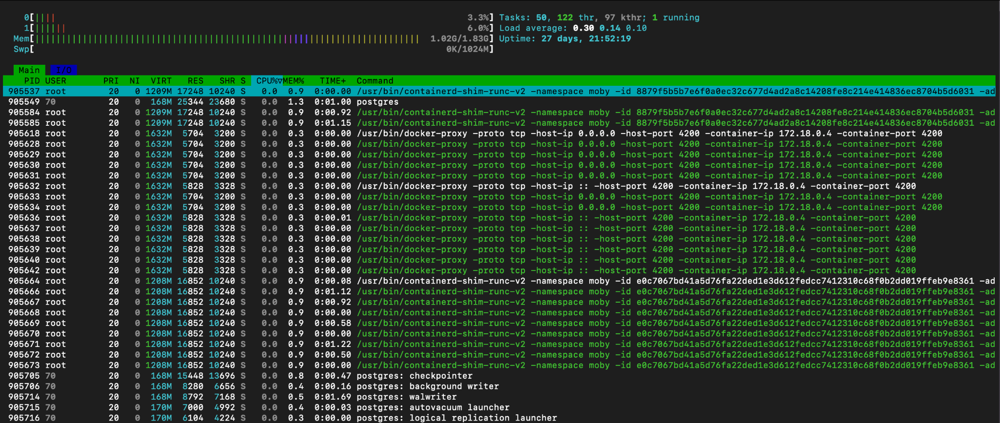 0[|||| 3.3%] Tasks: 50, 122 thr, 97 kthr; 1 running
1[|||||| 6.0%] Load average: 0.30 0.14 0.10
Mem[||||||||||||||||||||||||||||||||||||||||||||||||||||||||||||||||||||||||| 1.02G/1.83G] Uptime: 27 days, 21:52:19
Swp[ 0K/1024M]
Main I/O
PID USER PRI NI VIRT RES SHR S CPU%▽MEM% TIME+ Command
905537 root 20 0 1209M 17248 10240 S 0.0 0.9 0:00.00 /usr/bin/containerd-shim-runc-v2 -namespace moby -id 8879f5b5b7e6f0a0ec32c677d4ad2a8c14208fe8c214e414836ec8704b5d6031 -ad
905549 70 20 0 168M 25344 23680 S 0.0 1.3 0:01.00 postgres
905584 root 20 0 1209M 17248 10240 S 0.0 0.9 0:00.92 /usr/bin/containerd-shim-runc-v2 -namespace moby -id 8879f5b5b7e6f0a0ec32c677d4ad2a8c14208fe8c214e414836ec8704b5d6031 -ad
905585 root 20 0 1209M 17248 10240 S 0.0 0.9 0:01.15 /usr/bin/containerd-shim-runc-v2 -namespace moby -id 8879f5b5b7e6f0a0ec32c677d4ad2a8c14208fe8c214e414836ec8704b5d6031 -ad
905618 root 20 0 1632M 5704 3200 S 0.0 0.3 0:00.00 /usr/bin/docker-proxy -proto tcp -host-ip 0.0.0.0 -host-port 4200 -container-ip 172.18.0.4 -container-port 4200
905628 root 20 0 1632M 5704 3200 S 0.0 0.3 0:00.00 /usr/bin/docker-proxy -proto tcp -host-ip 0.0.0.0 -host-port 4200 -container-ip 172.18.0.4 -container-port 4200
905629 root 20 0 1632M 5704 3200 S 0.0 0.3 0:00.00 /usr/bin/docker-proxy -proto tcp -host-ip 0.0.0.0 -host-port 4200 -container-ip 172.18.0.4 -container-port 4200
905630 root 20 0 1632M 5704 3200 S 0.0 0.3 0:00.00 /usr/bin/docker-proxy -proto tcp -host-ip 0.0.0.0 -host-port 4200 -container-ip 172.18.0.4 -container-port 4200
905631 root 20 0 1632M 5704 3200 S 0.0 0.3 0:00.00 /usr/bin/docker-proxy -proto tcp -host-ip 0.0.0.0 -host-port 4200 -container-ip 172.18.0.4 -container-port 4200
905632 root 20 0 1632M 5828 3328 S 0.0 0.3 0:00.00 /usr/bin/docker-proxy -proto tcp -host-ip :: -host-port 4200 -container-ip 172.18.0.4 -container-port 4200
905633 root 20 0 1632M 5704 3200 S 0.0 0.3 0:00.00 /usr/bin/docker-proxy -proto tcp -host-ip 0.0.0.0 -host-port 4200 -container-ip 172.18.0.4 -container-port 4200
905634 root 20 0 1632M 5704 3200 S 0.0 0.3 0:00.00 /usr/bin/docker-proxy -proto tcp -host-ip 0.0.0.0 -host-port 4200 -container-ip 172.18.0.4 -container-port 4200
905636 root 20 0 1632M 5828 3328 S 0.0 0.3 0:00.01 /usr/bin/docker-proxy -proto tcp -host-ip :: -host-port 4200 -container-ip 172.18.0.4 -container-port 4200
905637 root 20 0 1632M 5828 3328 S 0.0 0.3 0:00.00 /usr/bin/docker-proxy -proto tcp -host-ip :: -host-port 4200 -container-ip 172.18.0.4 -container-port 4200
905638 root 20 0 1632M 5828 3328 S 0.0 0.3 0:00.00 /usr/bin/docker-proxy -proto tcp -host-ip :: -host-port 4200 -container-ip 172.18.0.4 -container-port 4200
905639 root 20 0 1632M 5828 3328 S 0.0 0.3 0:00.00 /usr/bin/docker-proxy -proto tcp -host-ip :: -host-port 4200 -container-ip 172.18.0.4 -container-port 4200
905640 root 20 0 1632M 5828 3328 S 0.0 0.3 0:00.00 /usr/bin/docker-proxy -proto tcp -host-ip :: -host-port 4200 -container-ip 172.18.0.4 -container-port 4200
905642 root 20 0 1632M 5828 3328 S 0.0 0.3 0:00.00 /usr/bin/docker-proxy -proto tcp -host-ip :: -host-port 4200 -container-ip 172.18.0.4 -container-port 4200
905664 root 20 0 1208M 16852 10240 S 0.0 0.9 0:00.08 /usr/bin/containerd-shim-runc-v2 -namespace moby -id e0c7067bd41a5d76fa22ded1e3d612fedcc7412310c68f0b2dd019ffeb9e8361 -ad
905666 root 20 0 1208M 16852 10240 S 0.0 0.9 0:01.12 /usr/bin/containerd-shim-runc-v2 -namespace moby -id e0c7067bd41a5d76fa22ded1e3d612fedcc7412310c68f0b2dd019ffeb9e8361 -ad
905667 root 20 0 1208M 16852 10240 S 0.0 0.9 0:00.92 /usr/bin/containerd-shim-runc-v2 -namespace moby -id e0c7067bd41a5d76fa22ded1e3d612fedcc7412310c68f0b2dd019ffeb9e8361 -ad
905668 root 20 0 1208M 16852 10240 S 0.0 0.9 0:00.00 /usr/bin/containerd-shim-runc-v2 -namespace moby -id e0c7067bd41a5d76fa22ded1e3d612fedcc7412310c68f0b2dd019ffeb9e8361 -ad
905669 root 20 0 1208M 16852 10240 S 0.0 0.9 0:00.58 /usr/bin/containerd-shim-runc-v2 -namespace moby -id e0c7067bd41a5d76fa22ded1e3d612fedcc7412310c68f0b2dd019ffeb9e8361 -ad
905670 root 20 0 1208M 16852 10240 S 0.0 0.9 0:00.00 /usr/bin/containerd-shim-runc-v2 -namespace moby -id e0c7067bd41a5d76fa22ded1e3d612fedcc7412310c68f0b2dd019ffeb9e8361 -ad
905671 root 20 0 1208M 16852 10240 S 0.0 0.9 0:01.22 /usr/bin/containerd-shim-runc-v2 -namespace moby -id e0c7067bd41a5d76fa22ded1e3d612fedcc7412310c68f0b2dd019ffeb9e8361 -ad
905672 root 20 0 1208M 16852 10240 S 0.0 0.9 0:00.50 /usr/bin/containerd-shim-runc-v2 -namespace moby -id e0c7067bd41a5d76fa22ded1e3d612fedcc7412310c68f0b2dd019ffeb9e8361 -ad
905673 root 20 0 1208M 16852 10240 S 0.0 0.9 0:00.00 /usr/bin/containerd-shim-runc-v2 -namespace moby -id e0c7067bd41a5d76fa22ded1e3d612fedcc7412310c68f0b2dd019ffeb9e8361 -ad
905705 70 20 0 168M 15448 13696 S 0.0 0.8 0:00.47 postgres: checkpointer
905706 70 20 0 168M 8280 6656 S 0.0 0.4 0:00.16 postgres: background writer
905714 70 20 0 168M 8792 7168 S 0.0 0.5 0:01.69 postgres: walwriter
905715 70 20 0 170M 7000 4992 S 0.0 0.4 0:00.03 postgres: autovacuum launcher
905716 70 20 0 170M 6104 4224 S 0.0 0.3 0:00.00 postgres: logical replication launcher